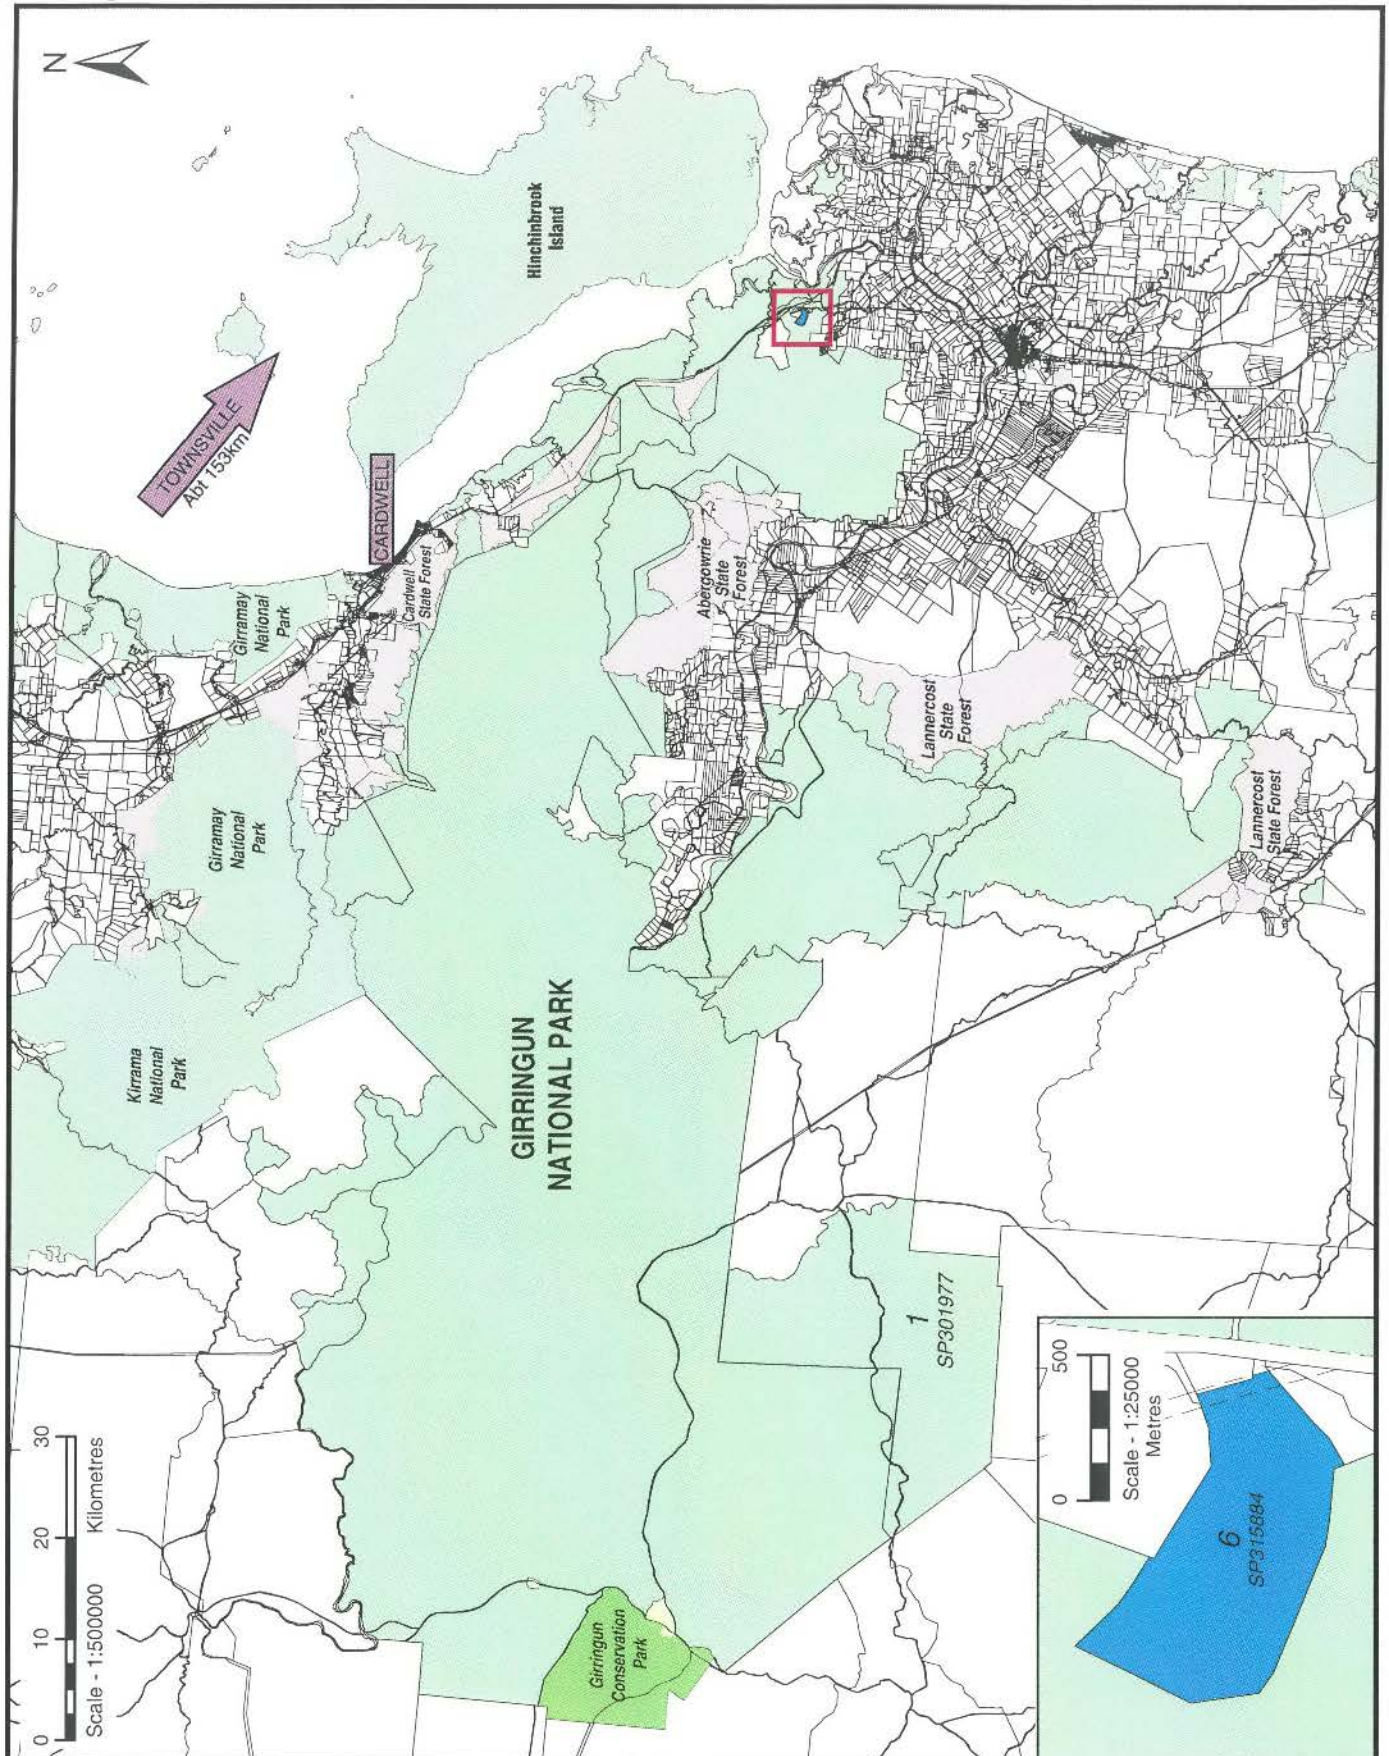 N
TOWNSVILLE
Abt 153km
CARDWELL
Hinchinbrook
Island
Girramay
National
Park
Cardwell
State Forest
Girramay
National
Park
Abergowrie
State
Forest
Kirrama
National
Park
Lannercost
State
Forest
Lannercost
State Forest
GIRRINGUN
NATIONAL PARK
1
SP301977
Girringun
Conservation
Park
0 10 20 30
Scale - 1:500000 Kilometres
0 500
Scale - 1:25000
Metres
6
SP315884